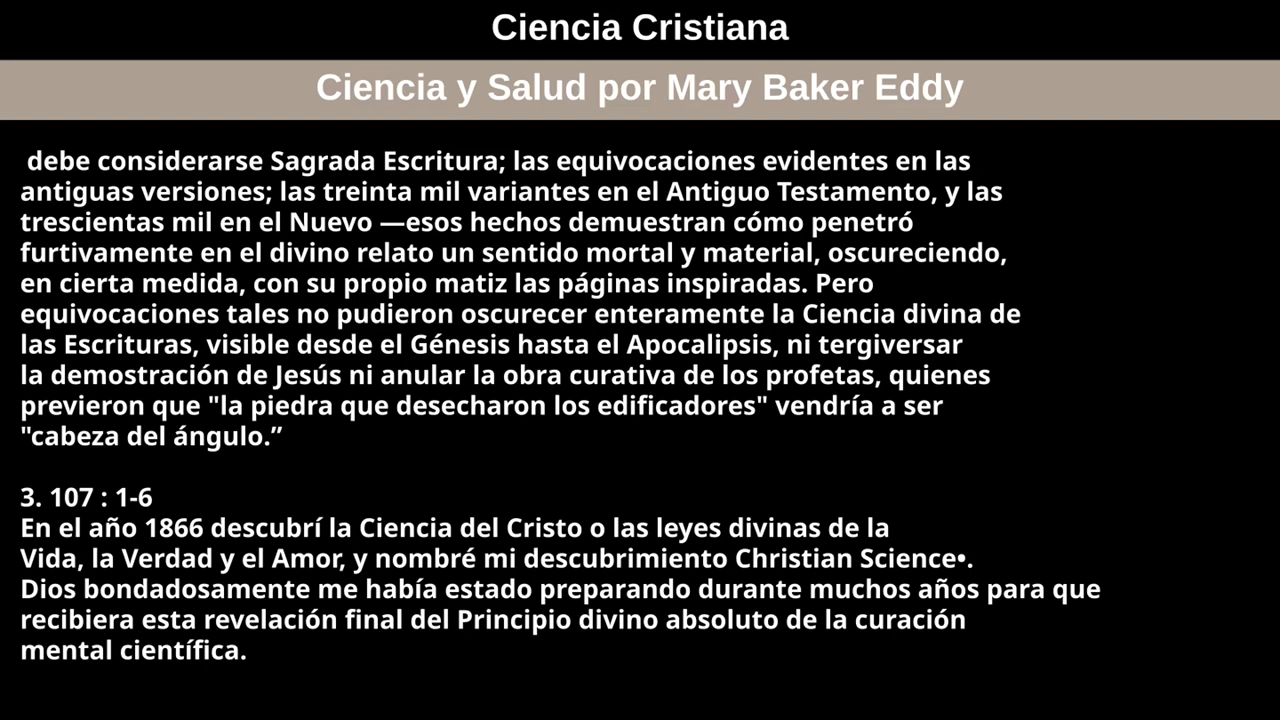 Ciencia Cristiana
Ciencia y Salud por Mary Baker Eddy
debe considerarse Sagrada Escritura; las equivocaciones evidentes en las
antiguas versiones; las treinta mil variantes en el Antiguo Testamento, y las
trescientas mil en el Nuevo —esos hechos demuestran cómo penetró
furtivamente en el divino relato un sentido mortal y material, oscureciendo,
en cierta medida, con su propio matiz las páginas inspiradas. Pero
equivocaciones tales no pudieron oscurecer enteramente la Ciencia divina de
las Escrituras, visible desde el Génesis hasta el Apocalipsis, ni tergiversar
la demostración de Jesús ni anular la obra curativa de los profetas, quienes
previeron que "la piedra que desecharon los edificadores" vendría a ser
"cabeza del ángulo.”
3. 107 : 1-6
En el año 1866 descubrí la Ciencia del Cristo o las leyes divinas de la
Vida, la Verdad y el Amor, y nombré mi descubrimiento Christian Science•.
Dios bondadosamente me había estado preparando durante muchos años para que
recibiera esta revelación final del Principio divino absoluto de la curación
mental científica.